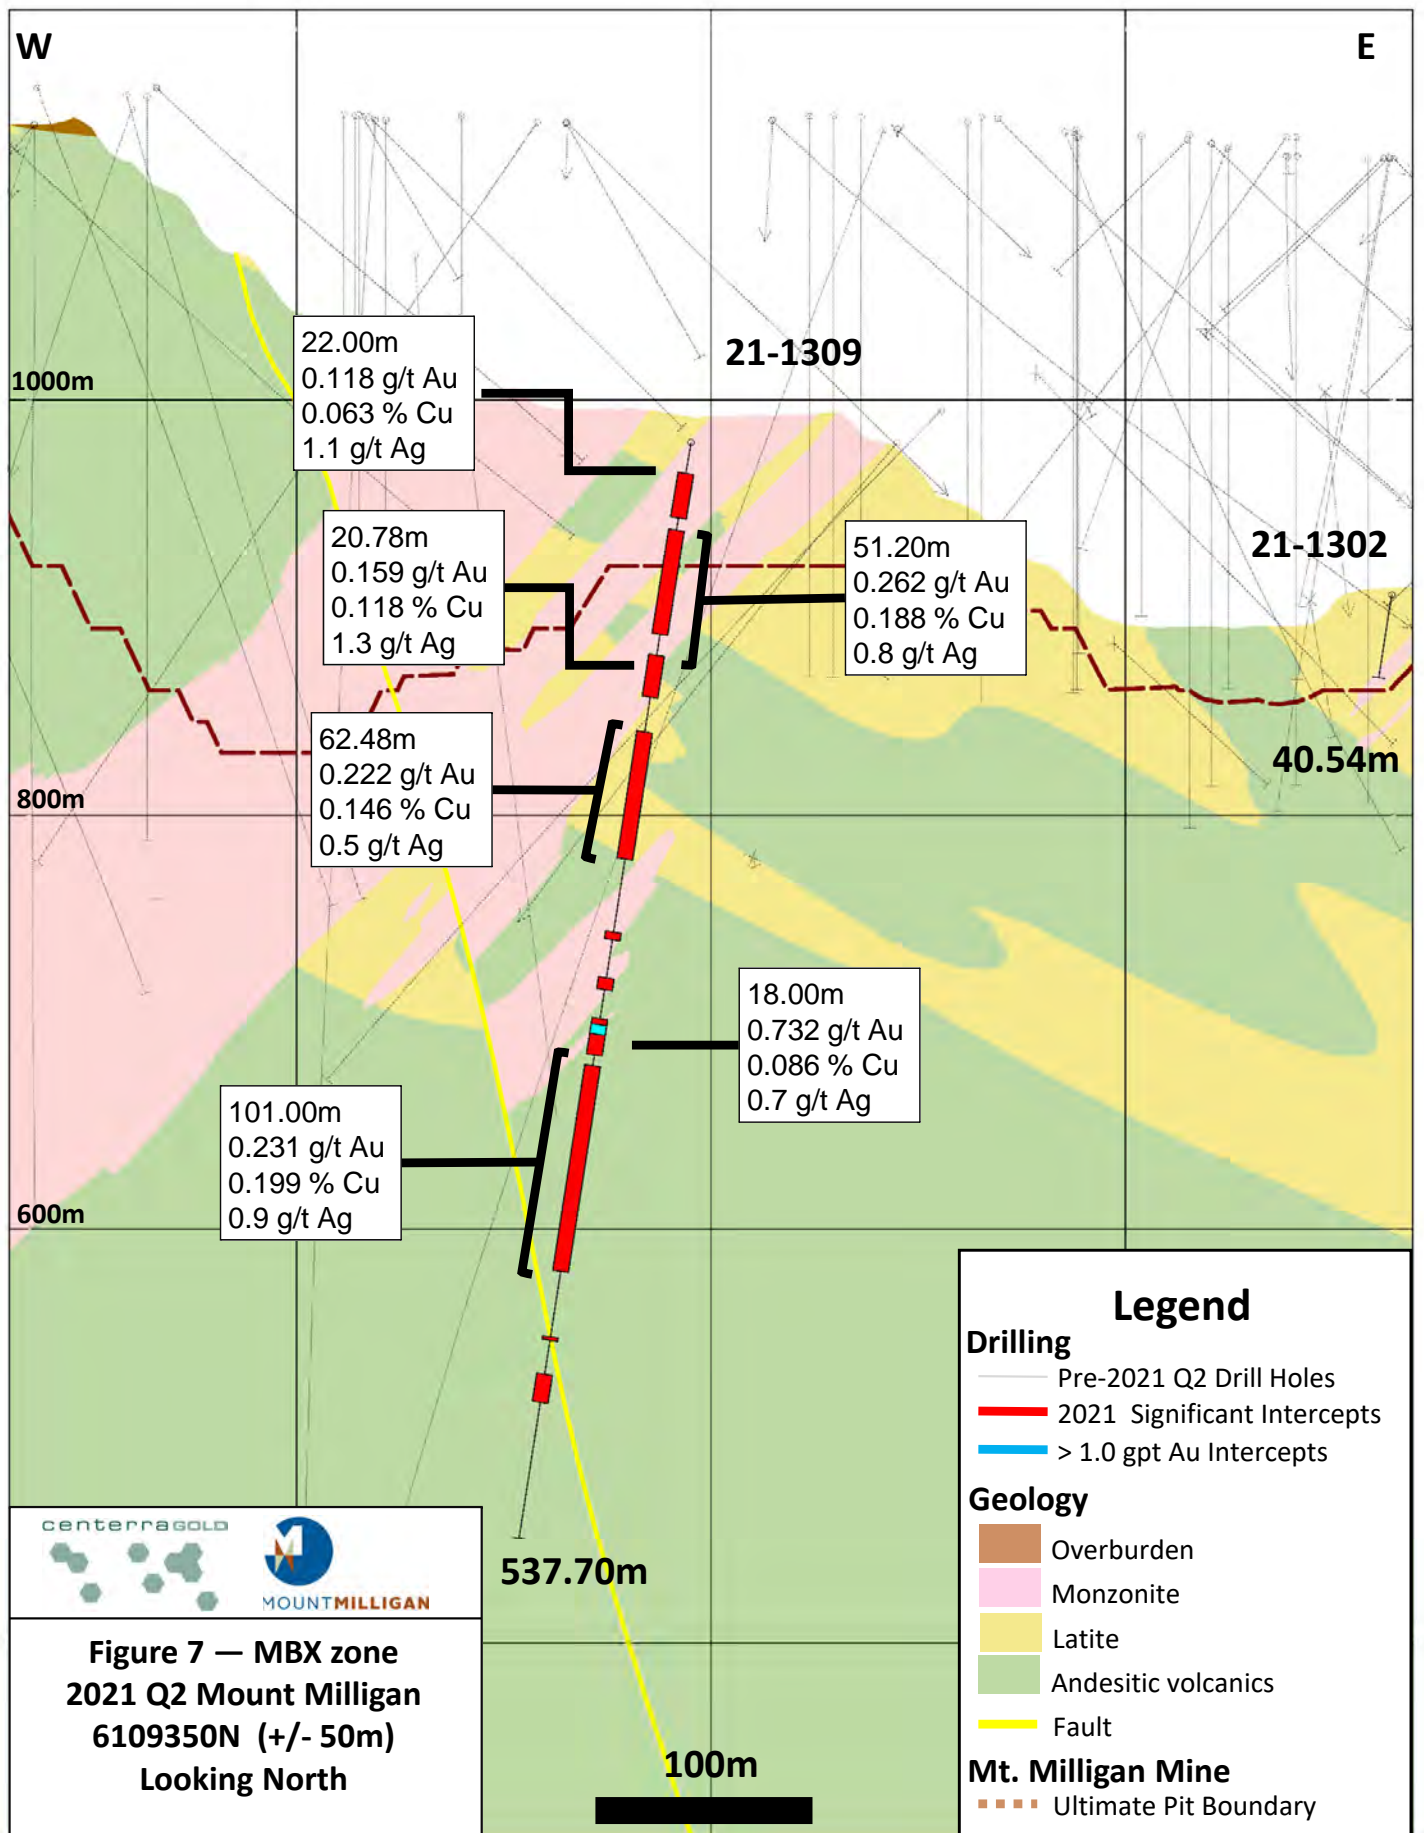 W
E
22.00m
0.118 g/t Au
0.063 % Cu
1.1 g/t Ag
21-1309
1000m
20.78m
0.159 g/t Au
0.118 % Cu
1.3 g/t Ag
51.20m
0.262 g/t Au
0.188 % Cu
0.8 g/t Ag
21-1302
40.54m
62.48m
0.222 g/t Au
0.146 % Cu
0.5 g/t Ag
800m
18.00m
0.732 g/t Au
0.086 % Cu
0.7 g/t Ag
101.00m
0.231 g/t Au
0.199 % Cu
0.9 g/t Ag
600m
537.70m
Legend
Drilling
Pre-2021 Q2 Drill Holes
2021 Significant Intercepts
> 1.0 gpt Au Intercepts
Geology
Overburden
Monzonite
Latite
Andesitic volcanics
Fault
Mt. Milligan Mine
Ultimate Pit Boundary
centerraGOLD
MOUNTMILLIGAN
Figure 7 — MBX zone
2021 Q2 Mount Milligan
6109350N (+/- 50m)
Looking North
100m